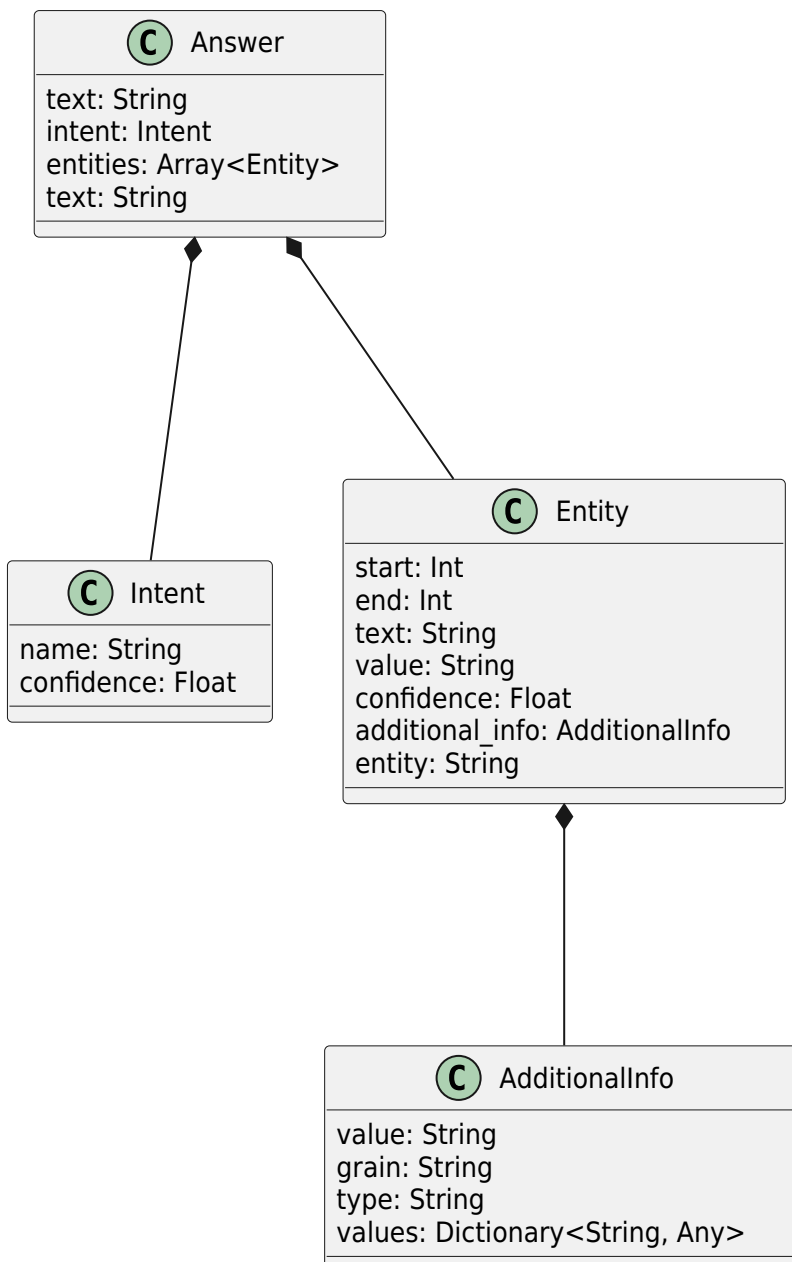 C Answer
text: String
intent: Intent
entities: Array<Entity>
text: String
C Intent
name: String
confidence: Float
C Entity
start: Int
end: Int
text: String
value: String
confidence: Float
additional_info: AdditionalInfo
entity: String
C AdditionalInfo
value: String
grain: String
type: String
values: Dictionary<String, Any>